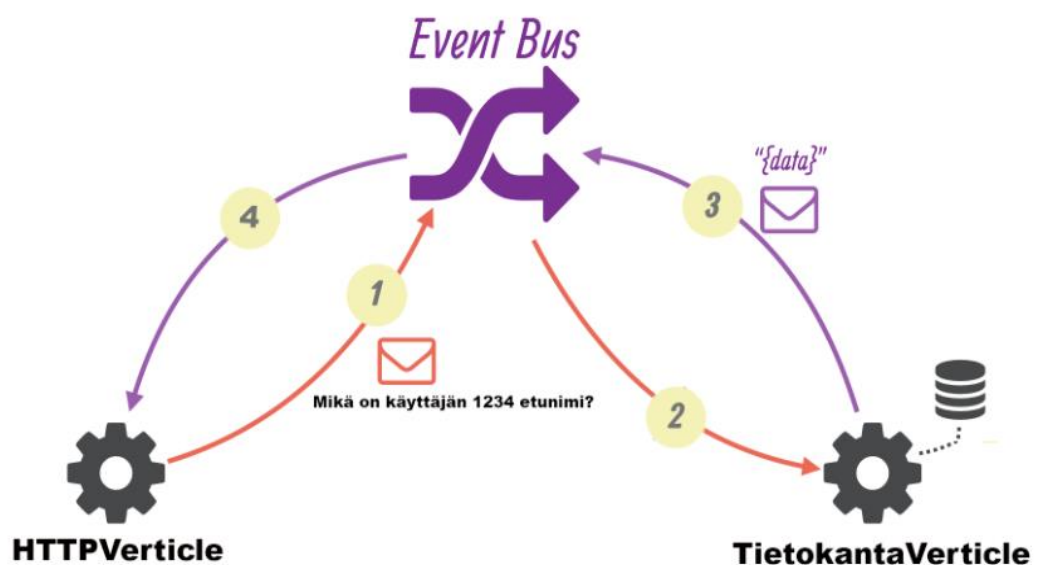 Event Bus
"{data}"
4
3
1
Mikä on käyttäjän 1234 etunimi?
2
HTTPVerticle
TietokantaVerticle